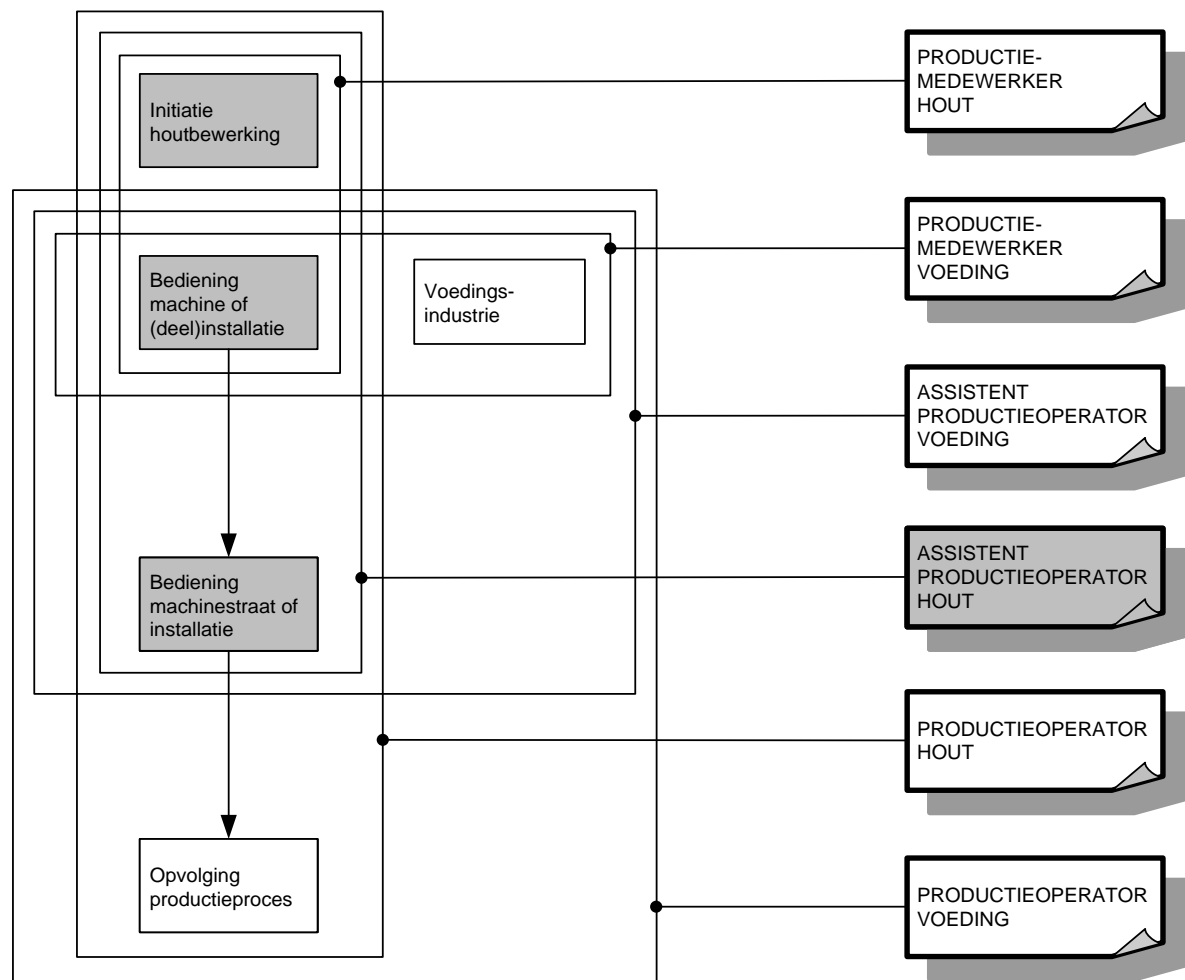 Initiatie
houtbewerking
Bediening
machine of
(deel)installatie
Voedings-
industrie
Bediening
machinestraat of
installatie
Opvolging
productieproces
PRODUCTIE-
MEDEWERKER
HOUT
PRODUCTIE-
MEDEWERKER
VOEDING
ASSISTENT
PRODUCTIEOPERATOR
VOEDING
ASSISTENT
PRODUCTIEOPERATOR
HOUT
PRODUCTIEOPERATOR
HOUT
PRODUCTIEOPERATOR
VOEDING